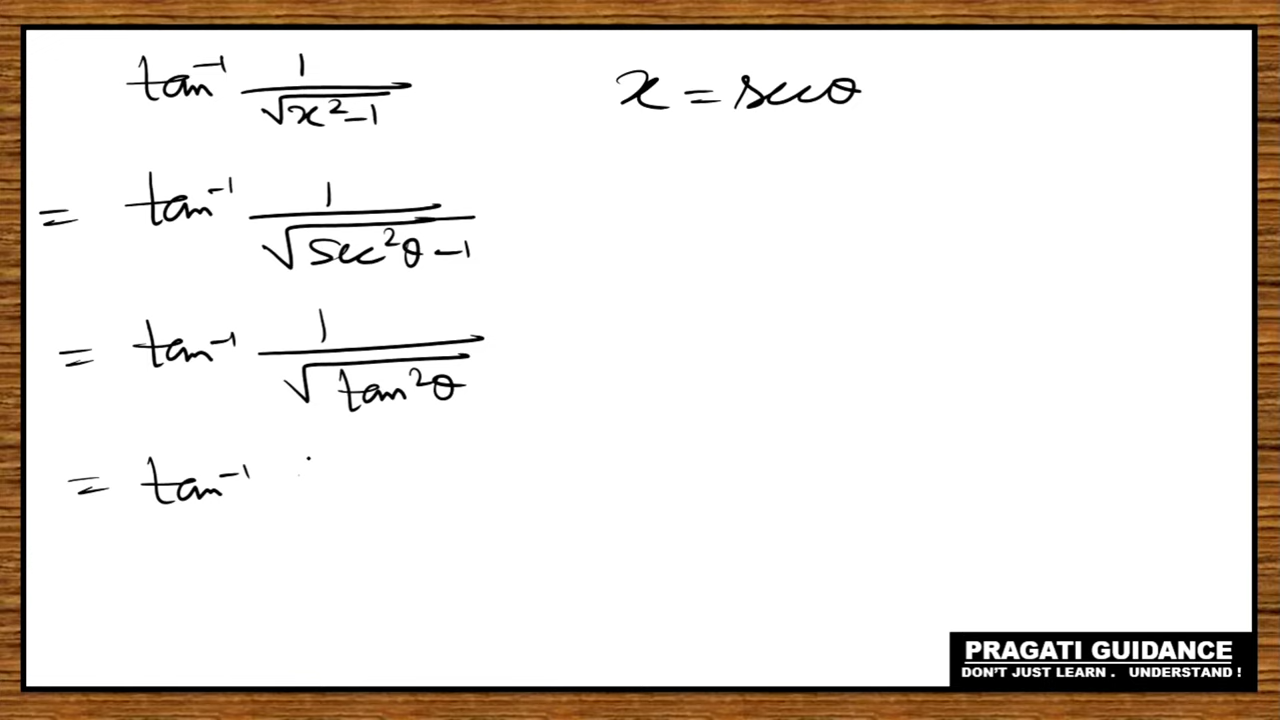 tan⁻¹ 1/√(x²-1)    x = secθ
= tan⁻¹ 1/√(sec²θ-1)
= tan⁻¹ 1/√(tan²θ)
= tan⁻¹
PRAGATI GUIDANCE
DON'T JUST LEARN . UNDERSTAND !